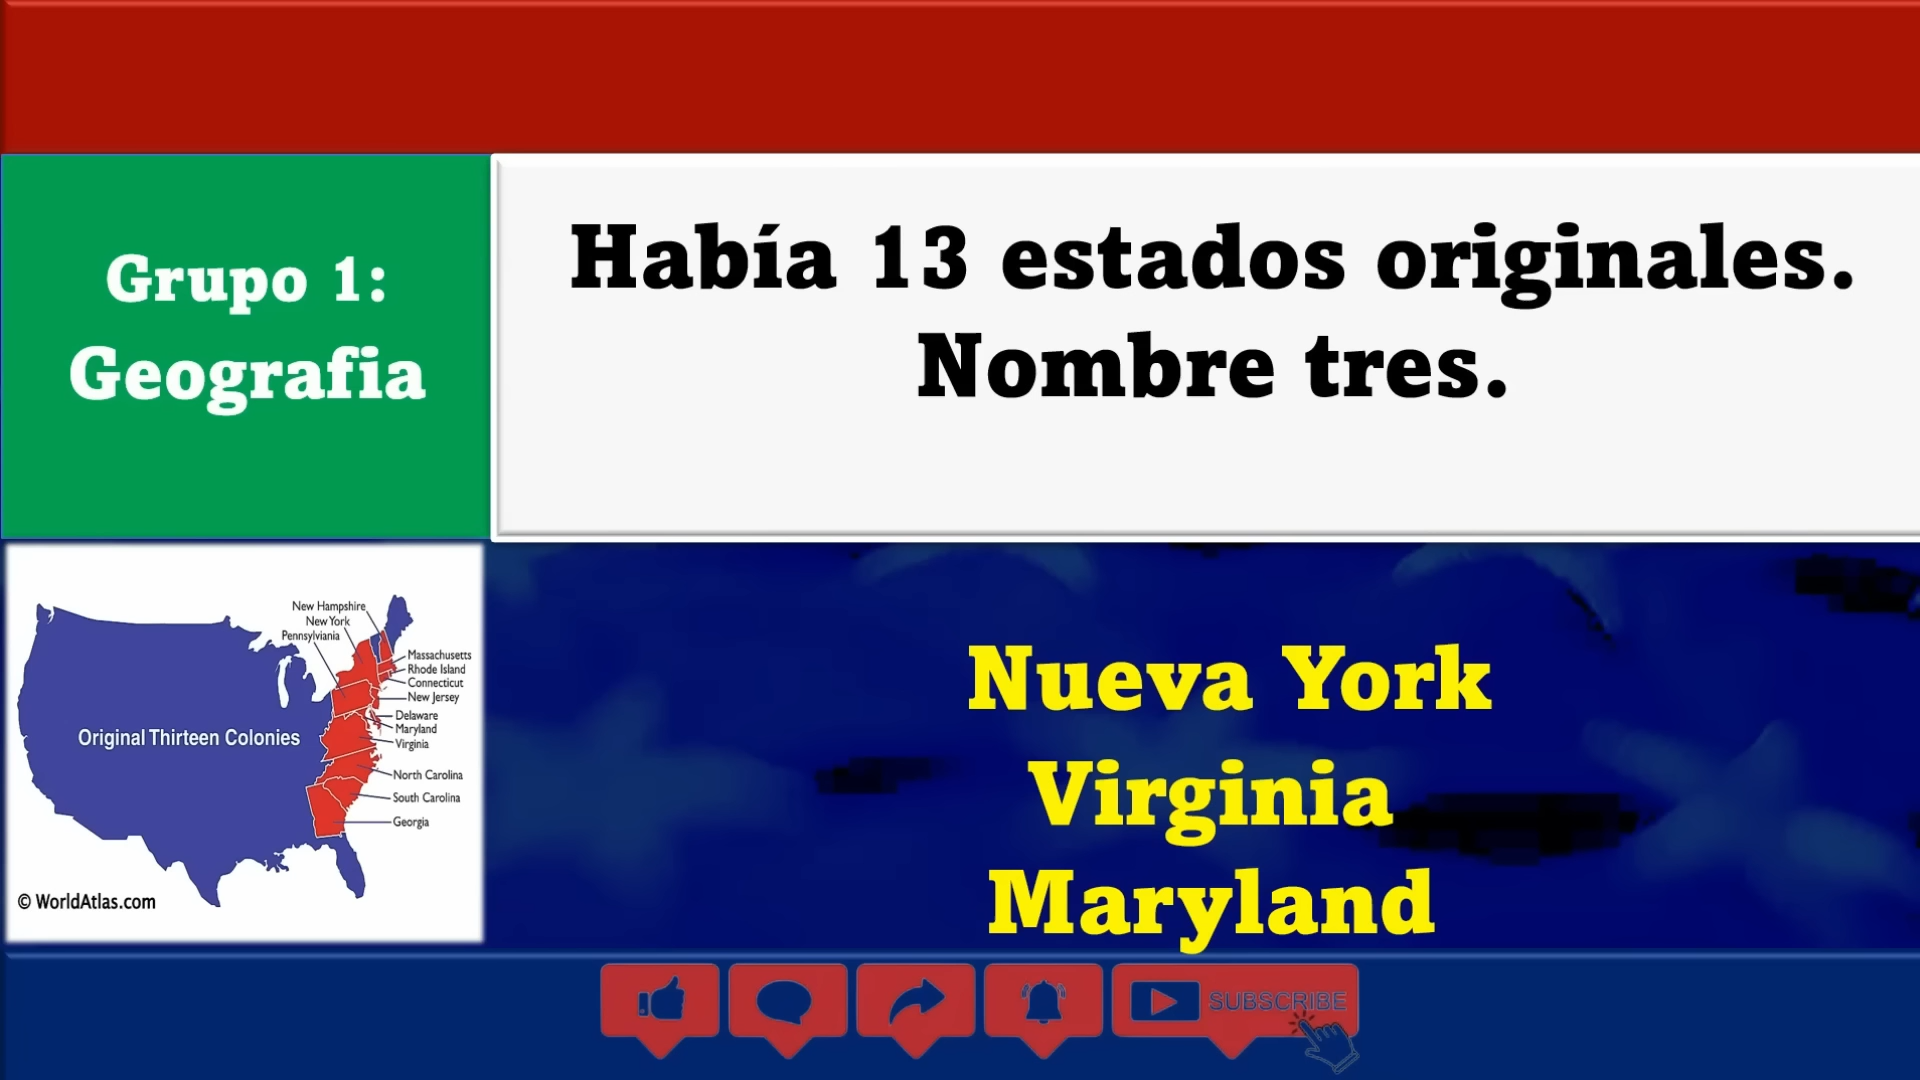 Grupo 1:
Geografia
Había 13 estados originales.
Nombre tres.
New Hampshire
New York
Pennsylviania
Massachusetts
Rhode Island
Connecticut
New Jersey
Delaware
Maryland
Virginia
North Carolina
South Carolina
Georgia
Original Thirteen Colonies
© WorldAtlas.com
Nueva York
Virginia
Maryland
SUBSCRIBE